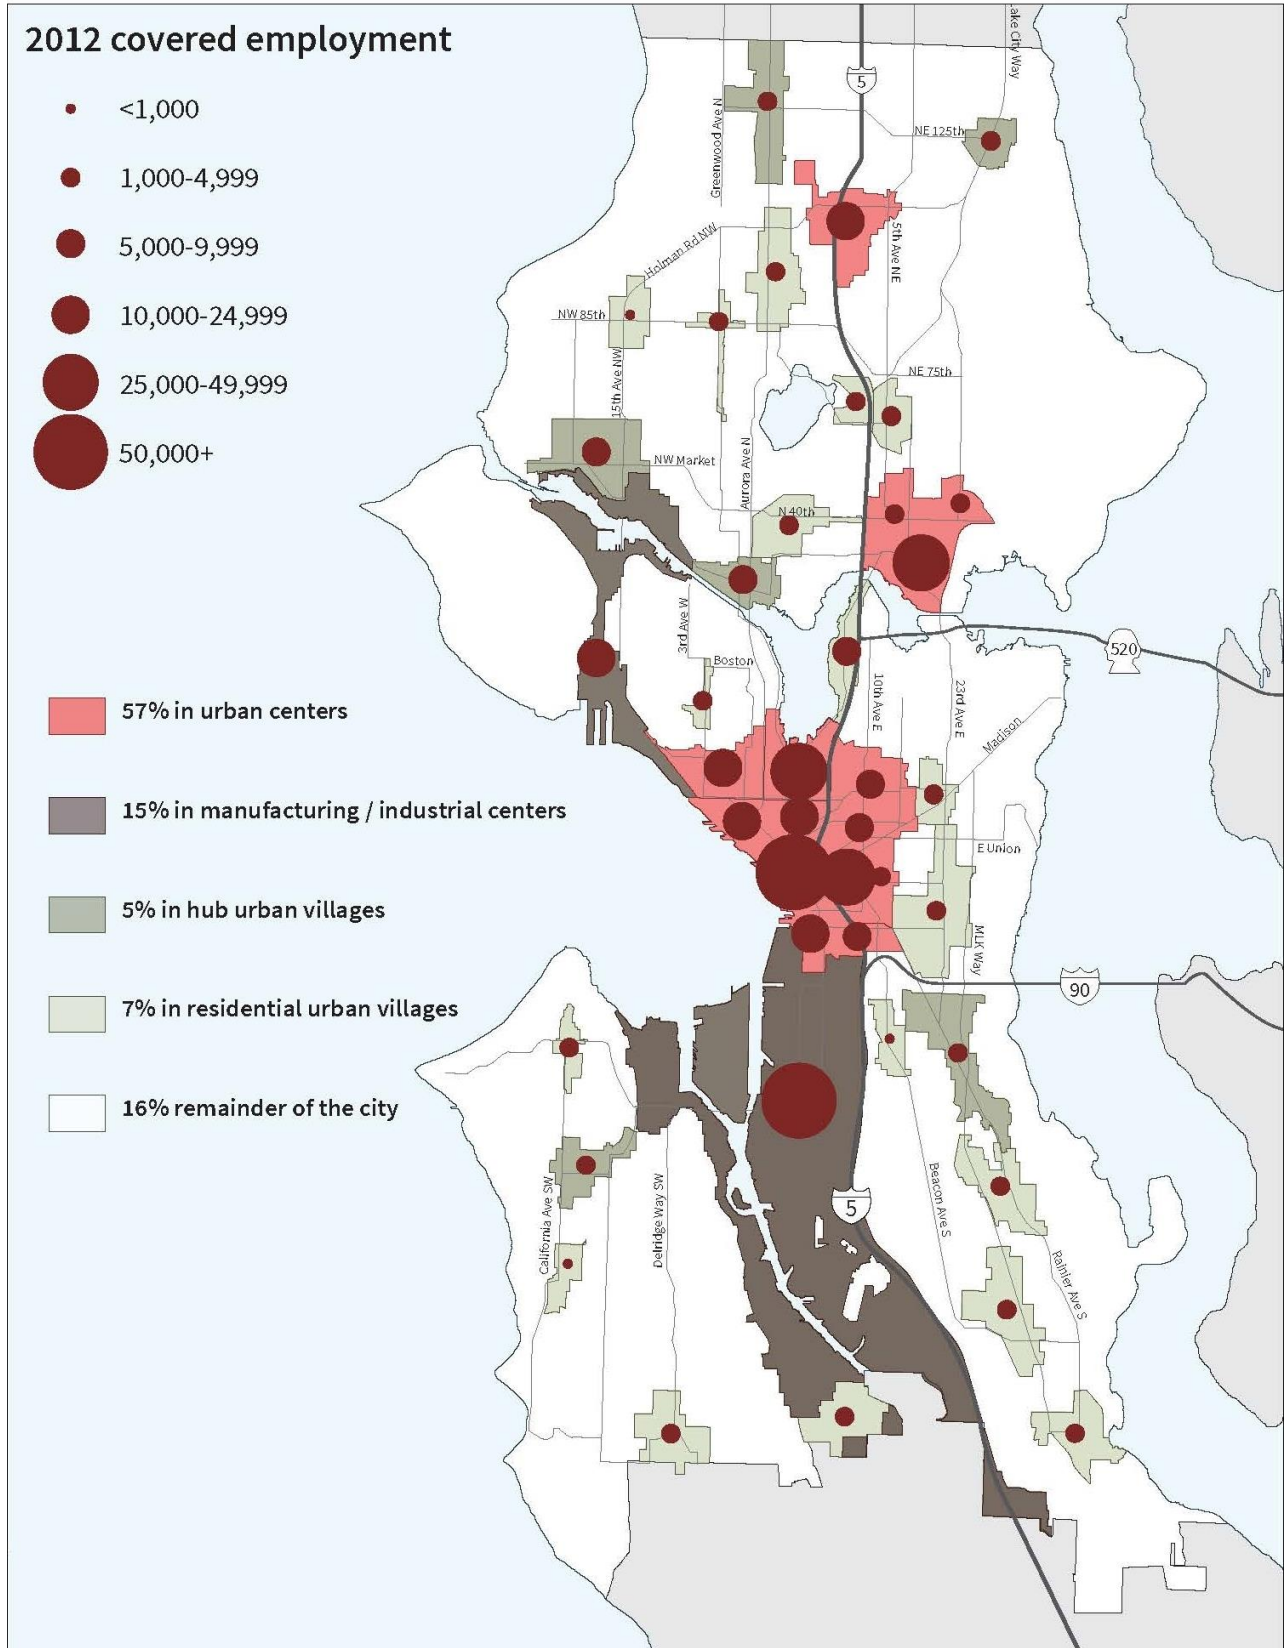 2012 covered employment
<1,000
1,000-4,999
5,000-9,999
10,000-24,999
25,000-49,999
50,000+
57% in urban centers
15% in manufacturing / industrial centers
5% in hub urban villages
7% in residential urban villages
16% remainder of the city
Lake City Way
5
Greenwood Ave N
NE 125th
5th Ave NE
Holman Rd NW
NW 85th
15th Ave NW
NE 75th
NW Market
Aurora Ave N
N 40th
3rd Ave W
Boston
520
10th Ave E
23rd Ave E
Madison
E Union
MLK Way
90
California Ave SW
Delridge Way SW
5
Beacon Ave S
Rainier Ave S